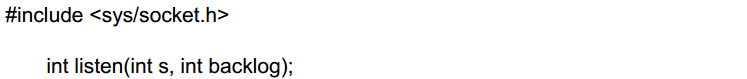 #include <sys/socket.h>
int listen(int s, int backlog);